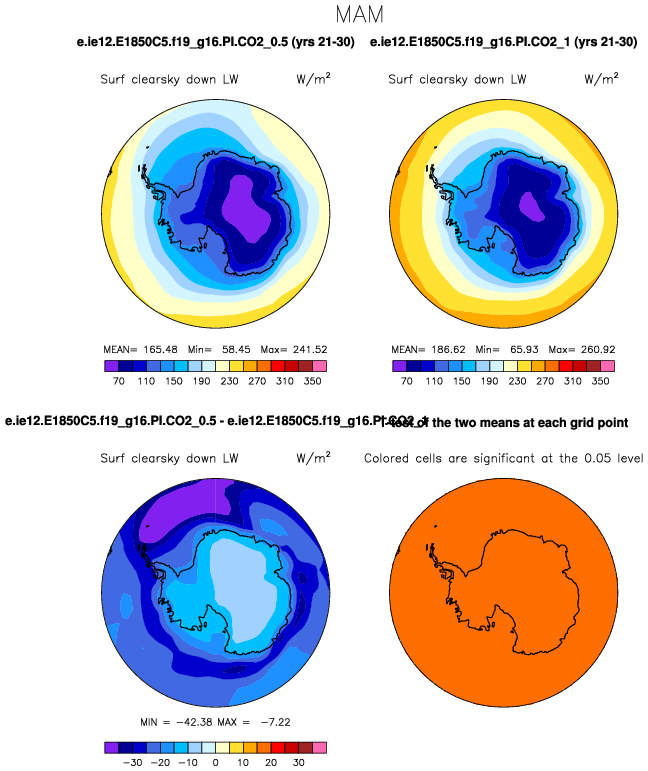 MAM
e.ie12.E1850C5.f19_g16.PI.CO2_0.5 (yrs 21-30)
e.ie12.E1850C5.f19_g16.PI.CO2_1 (yrs 21-30)
Surf clearsky down LW W/m²
Surf clearsky down LW W/m²
MEAN= 165.48 Min= 58.45 Max= 241.52
MEAN= 186.62 Min= 65.93 Max= 260.92
70 110 150 190 230 270 310 350
70 110 150 190 230 270 310 350
e.ie12.E1850C5.f19_g16.PI.CO2_0.5 - e.ie12.E1850C5.f19_g16.PI.CO2_1
T-test of the two means at each grid point
Surf clearsky down LW W/m²
Colored cells are significant at the 0.05 level
MIN = −42.38 MAX = −7.22
−30 −20 −10 0 10 20 30